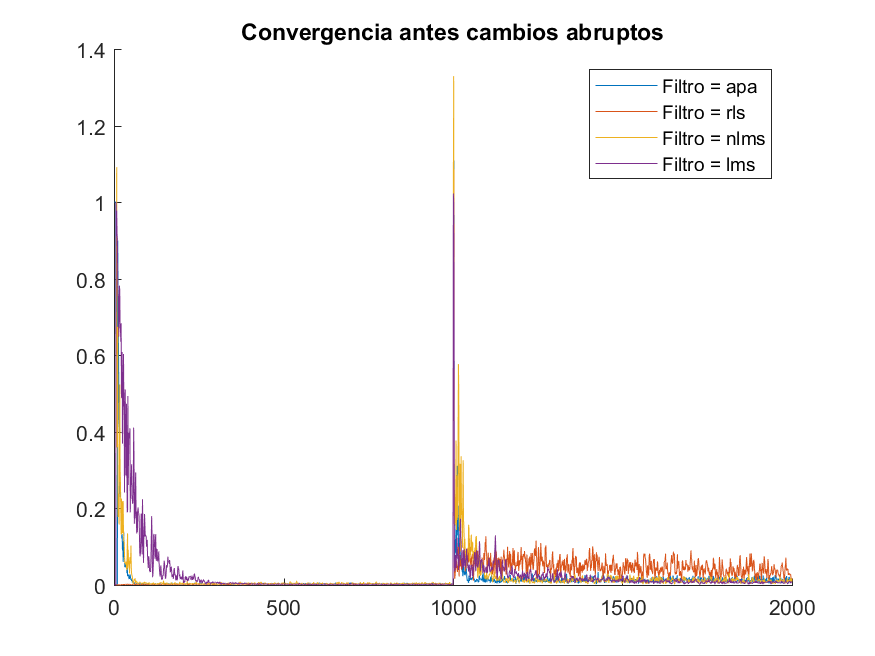 Convergencia antes cambios abruptos
1.4
1.2
1
0.8
0.6
0.4
0.2
0
0
500
1000
1500
2000
Filtro = apa
Filtro = rls
Filtro = nlms
Filtro = lms